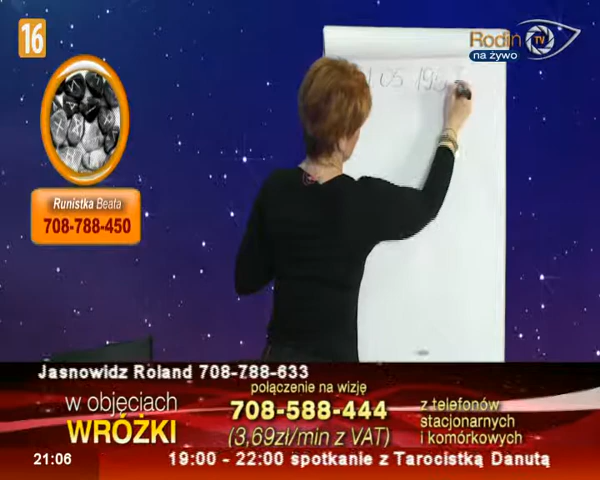 16
Rodin
TV
na żywo
05 19
Runistka Beata
708-788-450
Jasnowidz Roland 708-788-633
w objęciach
WRÓŻKI
połączenie na wizję
708-588-444
(3,69zł/min z VAT)
z telefonów
stacjonarnych
i komórkowych
21:06
19:00 - 22:00 spotkanie z Tarocistką Danutą